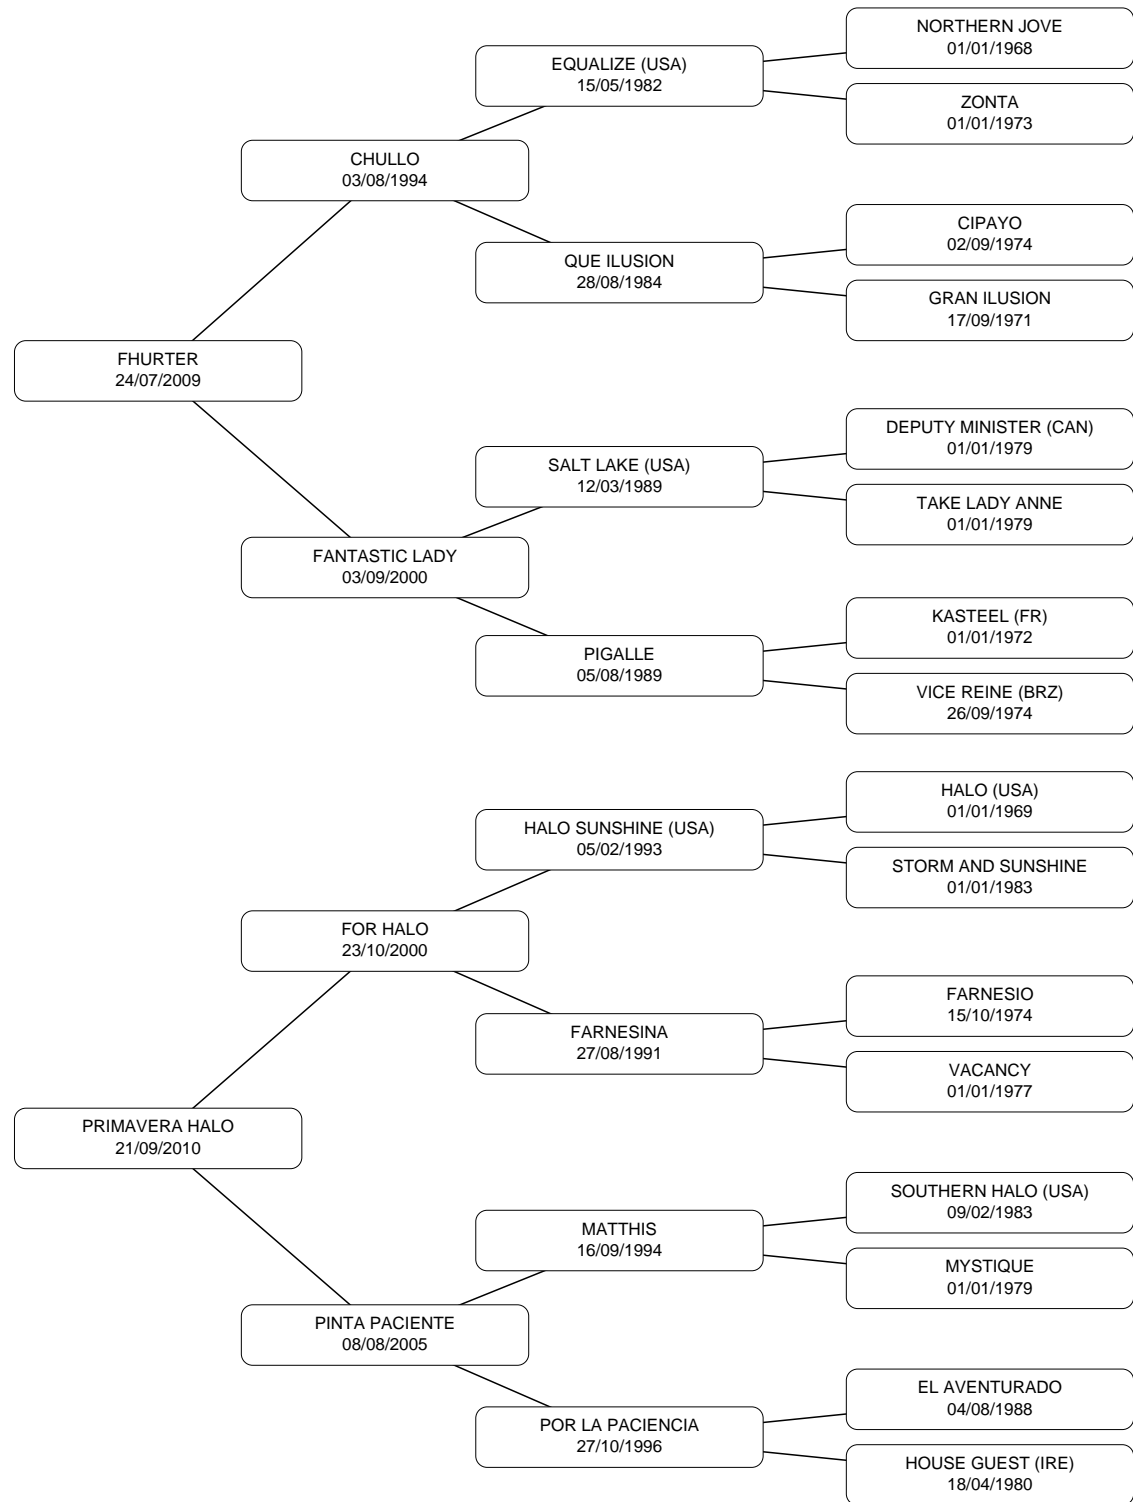 NORTHERN JOVE
01/01/1968
EQUALIZE (USA)
15/05/1982
ZONTA
01/01/1973
CHULLO
03/08/1994
CIPAYO
02/09/1974
QUE ILUSION
28/08/1984
GRAN ILUSION
17/09/1971
FHURTER
24/07/2009
DEPUTY MINISTER (CAN)
01/01/1979
SALT LAKE (USA)
12/03/1989
TAKE LADY ANNE
01/01/1979
FANTASTIC LADY
03/09/2000
KASTEEL (FR)
01/01/1972
PIGALLE
05/08/1989
VICE REINE (BRZ)
26/09/1974
HALO (USA)
01/01/1969
HALO SUNSHINE (USA)
05/02/1993
STORM AND SUNSHINE
01/01/1983
FOR HALO
23/10/2000
FARNESIO
15/10/1974
FARNESINA
27/08/1991
VACANCY
01/01/1977
PRIMAVERA HALO
21/09/2010
SOUTHERN HALO (USA)
09/02/1983
MATTHIS
16/09/1994
MYSTIQUE
01/01/1979
PINTA PACIENTE
08/08/2005
EL AVENTURADO
04/08/1988
POR LA PACIENCIA
27/10/1996
HOUSE GUEST (IRE)
18/04/1980